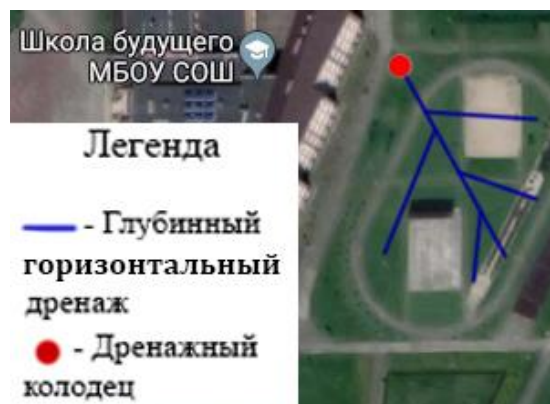 Школа будущего
МБОУ СОШ
Легенда
- Глубинный
горизонтальный
дренаж
- Дренажный
колодец